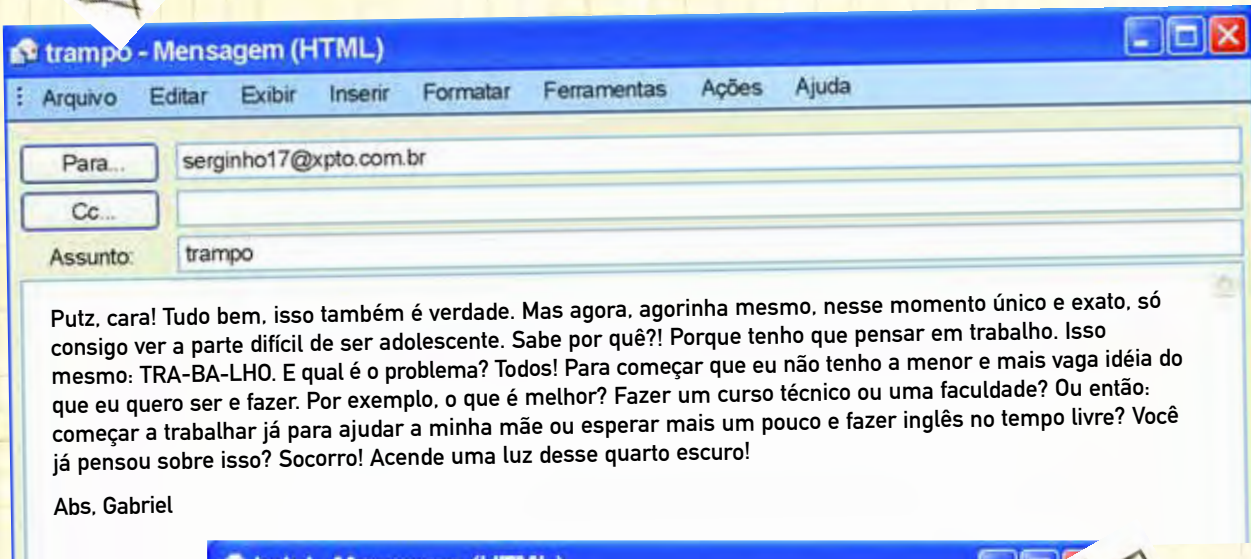 trampo - Mensagem (HTML)
Arquivo Editar Exibir Inserir Formatar Ferramentas Ações Ajuda
Para... serginho17@xpto.com.br
Cc...
Assunto: trampo
Putz, cara! Tudo bem, isso também é verdade. Mas agora, agorinha mesmo, nesse momento único e exato, só
consigo ver a parte difícil de ser adolescente. Sabe por quê?! Porque tenho que pensar em trabalho. Isso
mesmo: TRA-BA-LHO. E qual é o problema? Todos! Para começar que eu não tenho a menor e mais vaga idéia do
que eu quero ser e fazer. Por exemplo, o que é melhor? Fazer um curso técnico ou uma faculdade? Ou então:
começar a trabalhar já para ajudar a minha mãe ou esperar mais um pouco e fazer inglês no tempo livre? Você
já pensou sobre isso? Socorro! Acende uma luz desse quarto escuro!
Abs, Gabriel